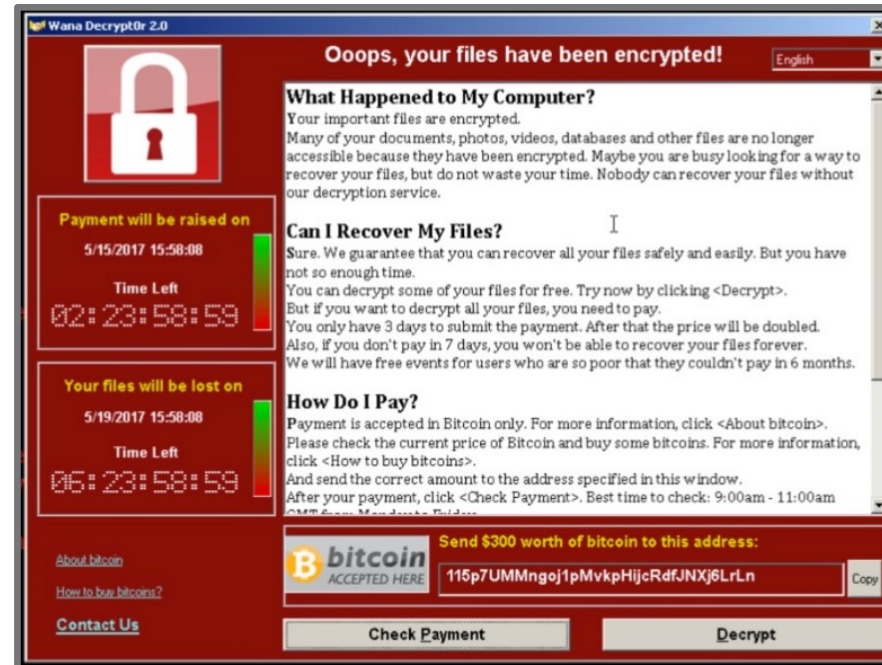 Wana Decrypt0r 2.0
Ooops, your files have been encrypted!
English
What Happened to My Computer?
Your important files are encrypted.
Many of your documents, photos, videos, databases and other files are no longer
accessible because they have been encrypted. Maybe you are busy looking for a way to
recover your files, but do not waste your time. Nobody can recover your files without
our decryption service.
Can I Recover My Files?
Sure. We guarantee that you can recover all your files safely and easily. But you have
not so enough time.
You can decrypt some of your files for free. Try now by clicking <Decrypt>.
But if you want to decrypt all your files, you need to pay.
You only have 3 days to submit the payment. After that the price will be doubled.
Also, if you don't pay in 7 days, you won't be able to recover your files forever.
We will have free events for users who are so poor that they couldn't pay in 6 months.
How Do I Pay?
Payment is accepted in Bitcoin only. For more information, click <About bitcoin>.
Please check the current price of Bitcoin and buy some bitcoins. For more information,
click <How to buy bitcoins>.
And send the correct amount to the address specified in this window.
After your payment, click <Check Payment>. Best time to check: 9:00am - 11:00am
GMT from Monday to Friday
Payment will be raised on
5/15/2017 15:58:08
Time Left
02:23:58:59
Your files will be lost on
5/19/2017 15:58:08
Time Left
06:23:58:59
About bitcoin
How to buy bitcoins?
Contact Us
bitcoin
ACCEPTED HERE
Send $300 worth of bitcoin to this address:
115p7UMMngoj1pMvkpHijcRdfJNXj6LrLn
Copy
Check Payment
Decrypt